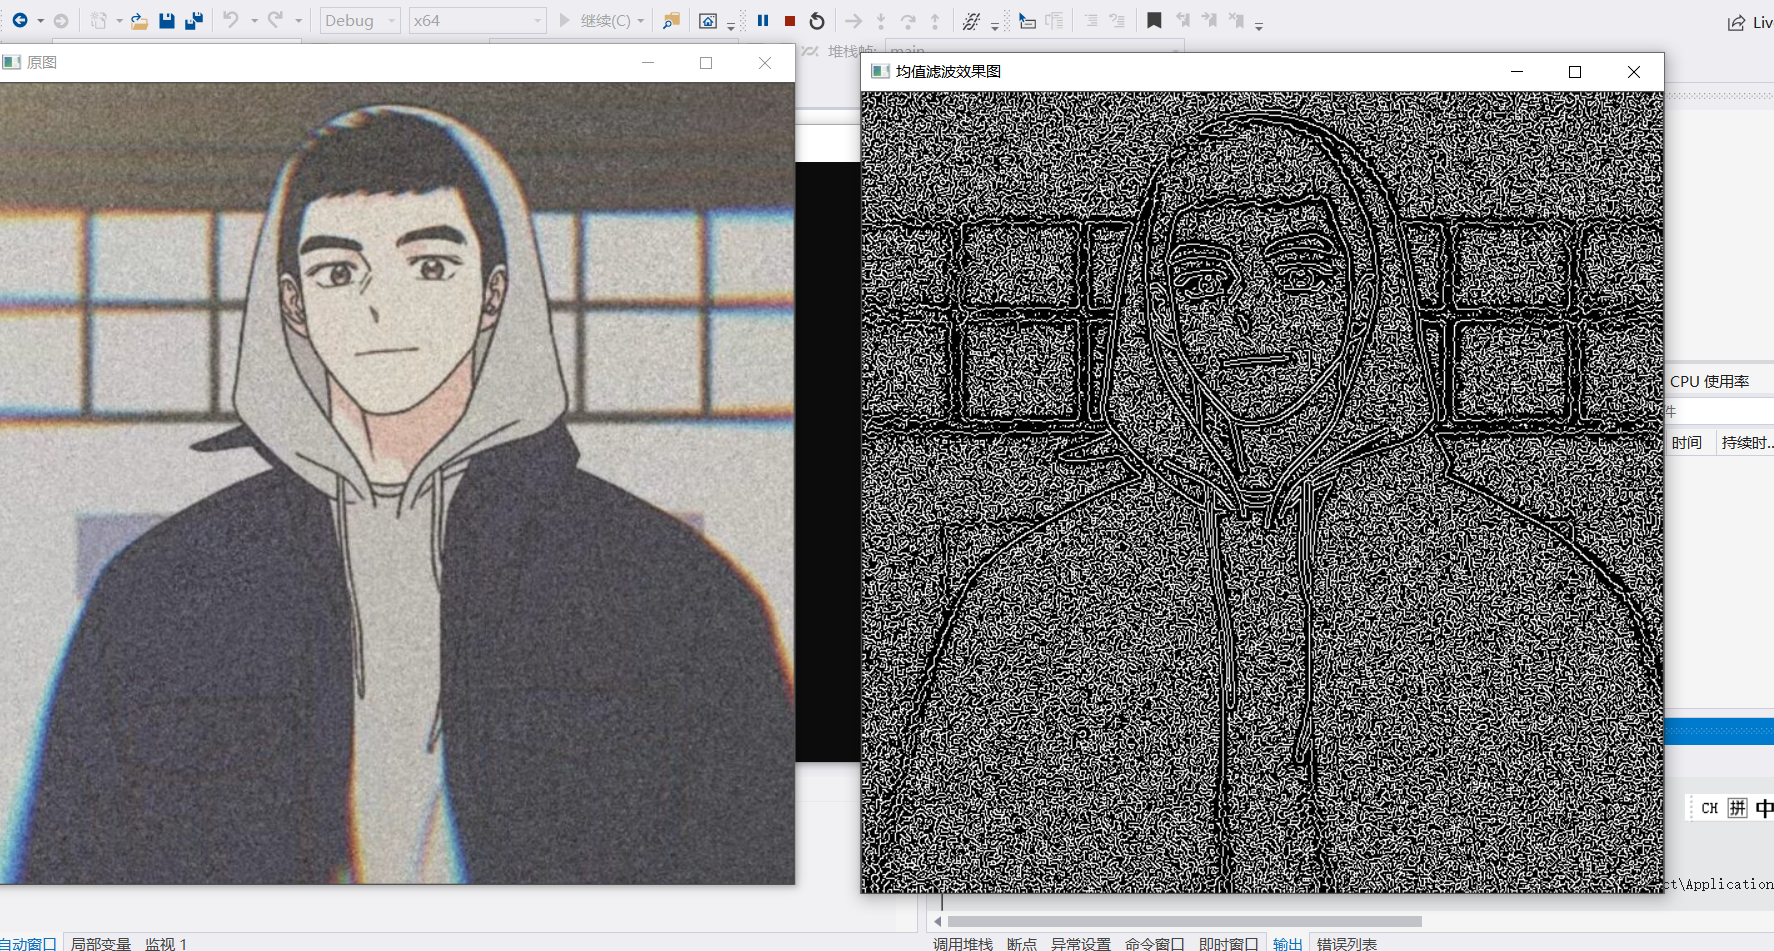 Debug
x64
继续(C)
Liv
堆栈帧:
main
原图
均值滤波效果图
CPU 使用率
件
时间
持续时...
CH 拼 中
ct\Application
自动窗口 局部变量 监视 1
调用堆栈 断点 异常设置 命令窗口 即时窗口 输出 错误列表